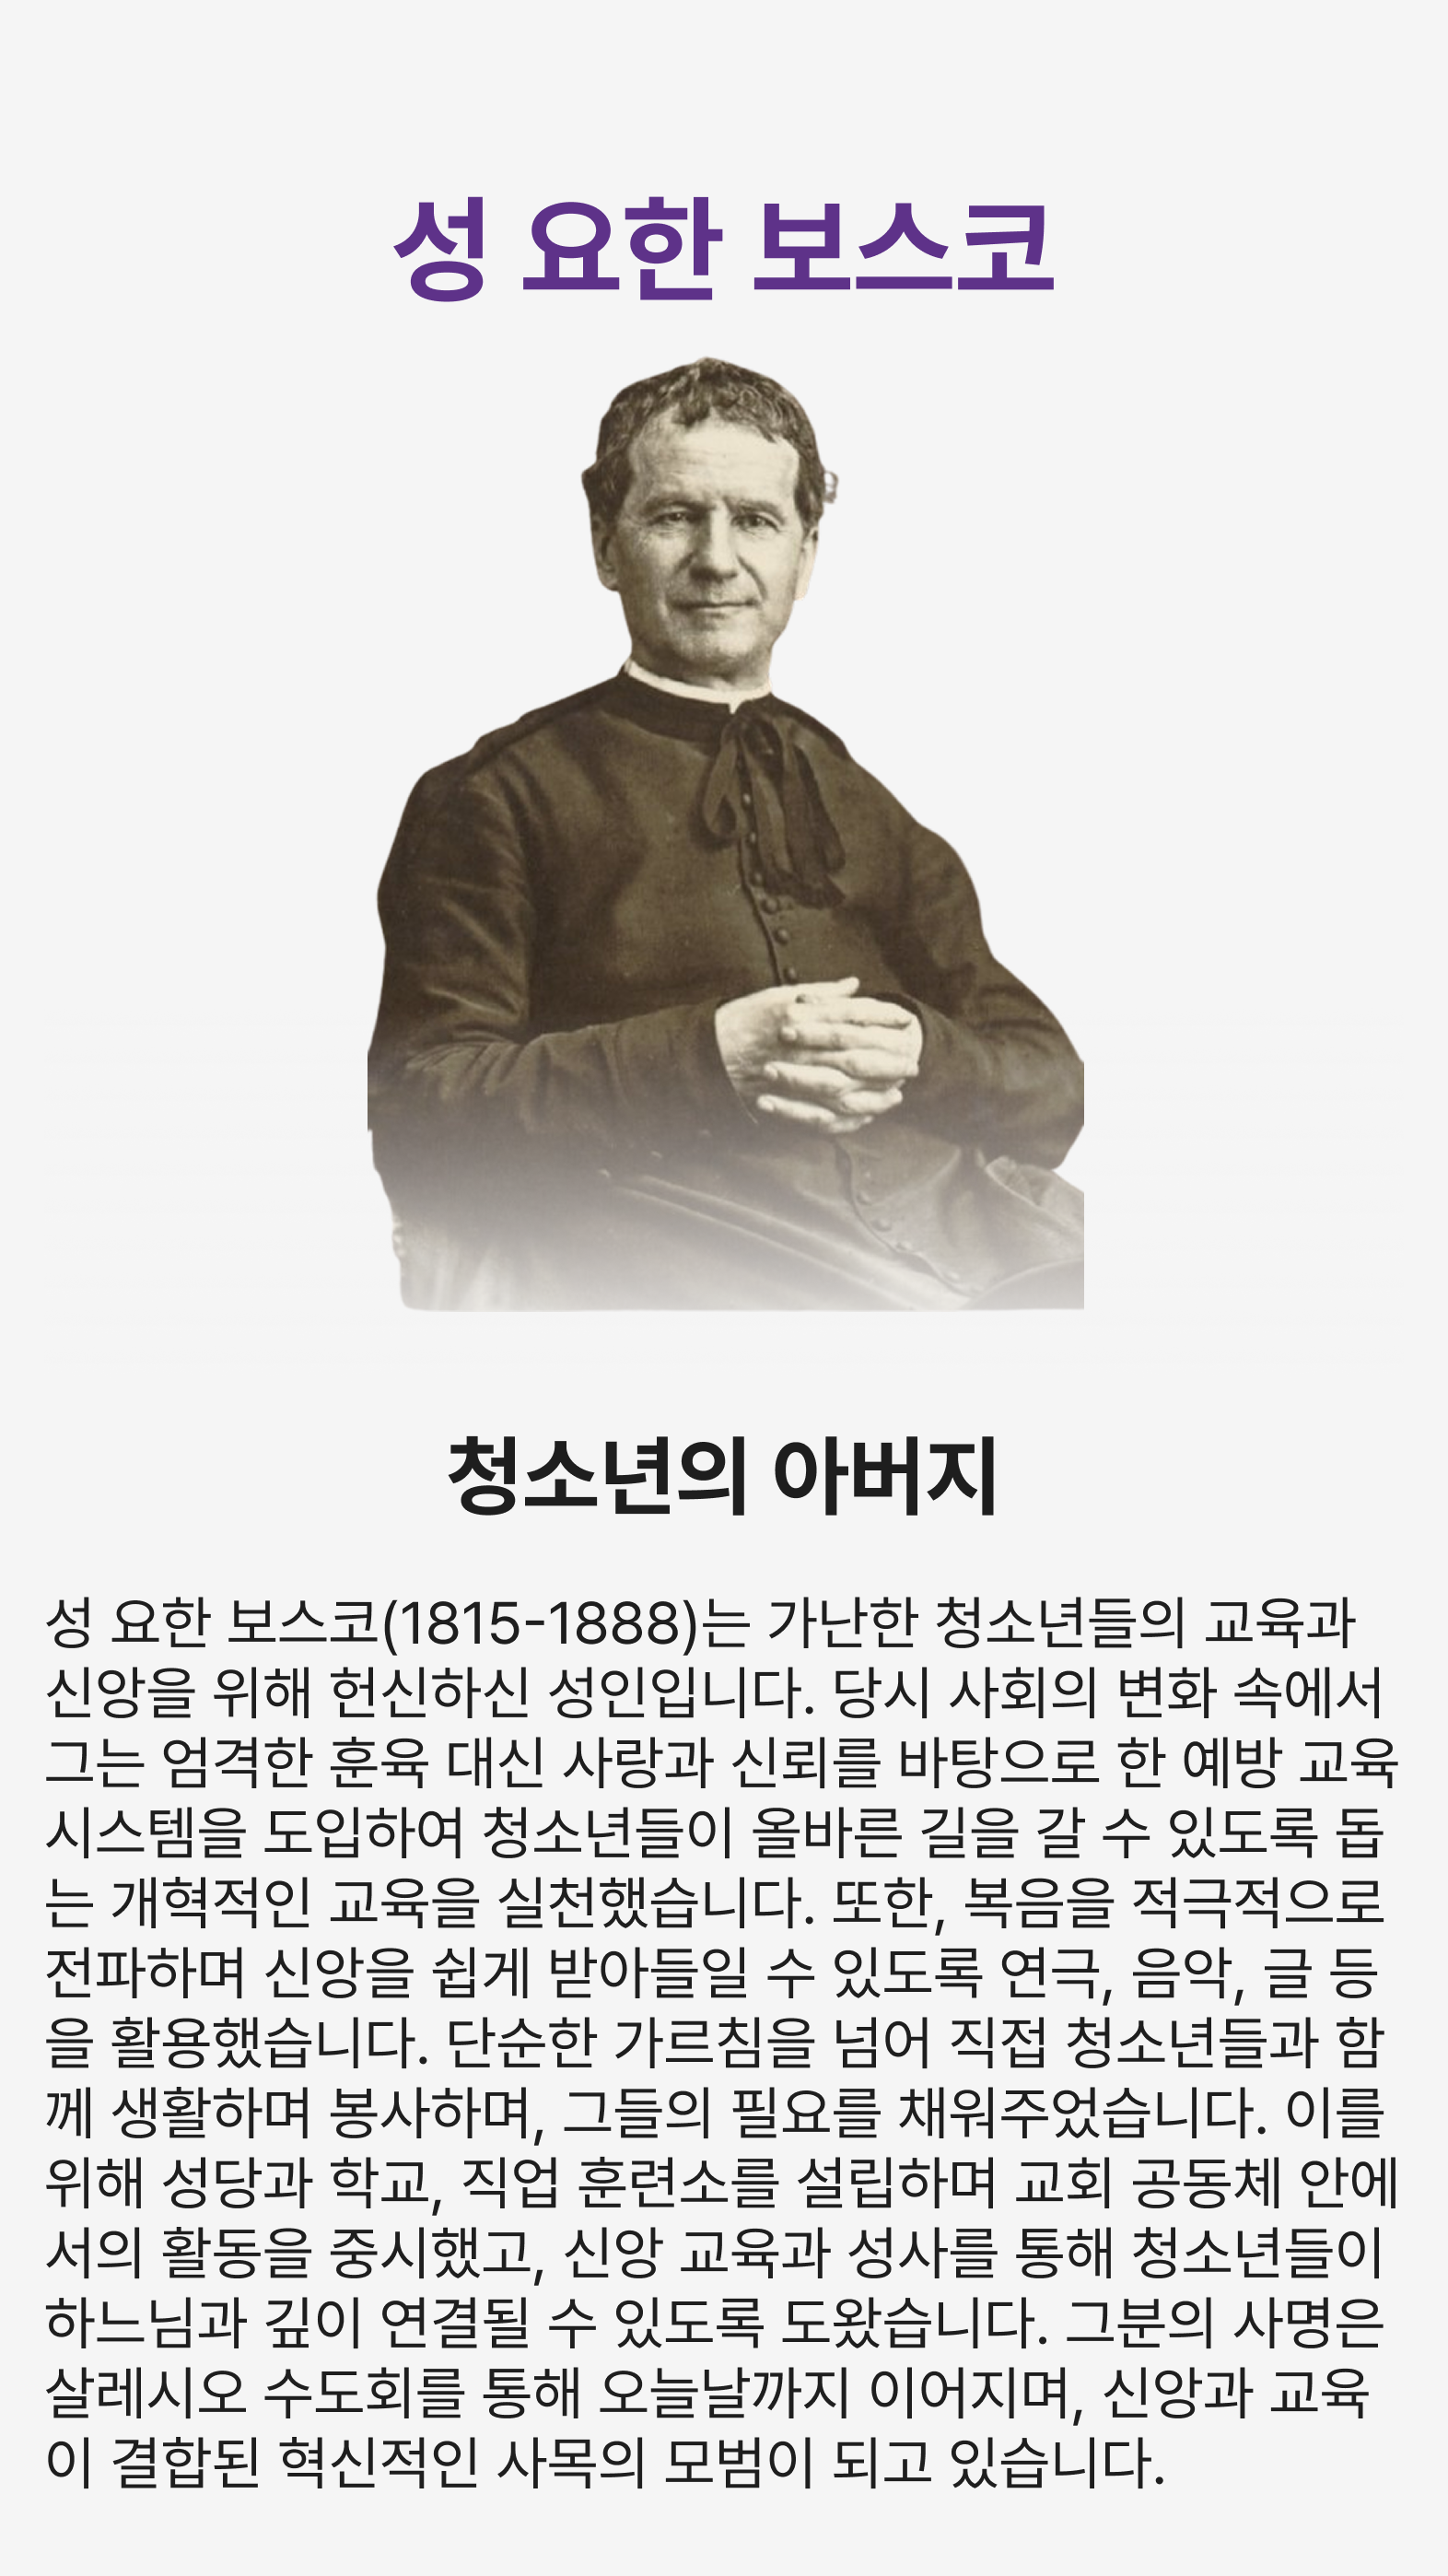 성 요한 보스코
청소년의 아버지
성 요한 보스코(1815-1888)는 가난한 청소년들의 교육과
신앙을 위해 헌신하신 성인입니다. 당시 사회의 변화 속에서
그는 엄격한 훈육 대신 사랑과 신뢰를 바탕으로 한 예방 교육
시스템을 도입하여 청소년들이 올바른 길을 갈 수 있도록 돕
는 개혁적인 교육을 실천했습니다. 또한, 복음을 적극적으로
전파하며 신앙을 쉽게 받아들일 수 있도록 연극, 음악, 글 등
을 활용했습니다. 단순한 가르침을 넘어 직접 청소년들과 함
께 생활하며 봉사하며, 그들의 필요를 채워주었습니다. 이를
위해 성당과 학교, 직업 훈련소를 설립하며 교회 공동체 안에
서의 활동을 중시했고, 신앙 교육과 성사를 통해 청소년들이
하느님과 깊이 연결될 수 있도록 도왔습니다. 그분의 사명은
살레시오 수도회를 통해 오늘날까지 이어지며, 신앙과 교육
이 결합된 혁신적인 사목의 모범이 되고 있습니다.